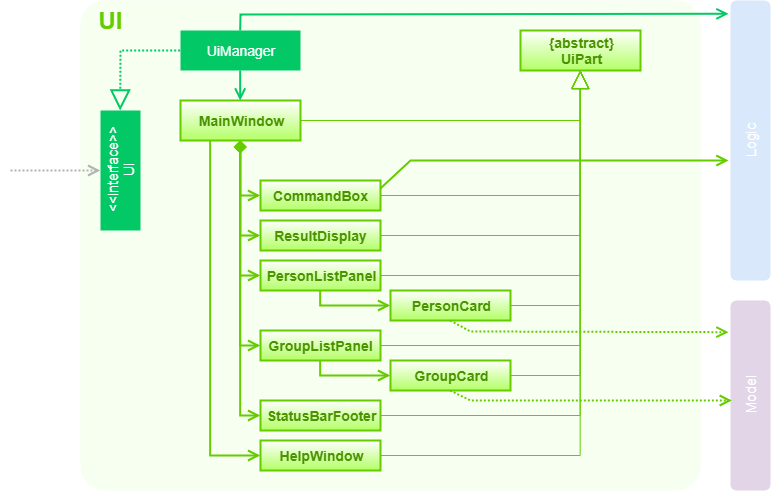 UI
UiManager
{abstract}
UiPart
MainWindow
<<interface>>
UI
CommandBox
ResultDisplay
PersonListPanel
PersonCard
GroupListPanel
GroupCard
StatusBarFooter
HelpWindow
Logic
Model